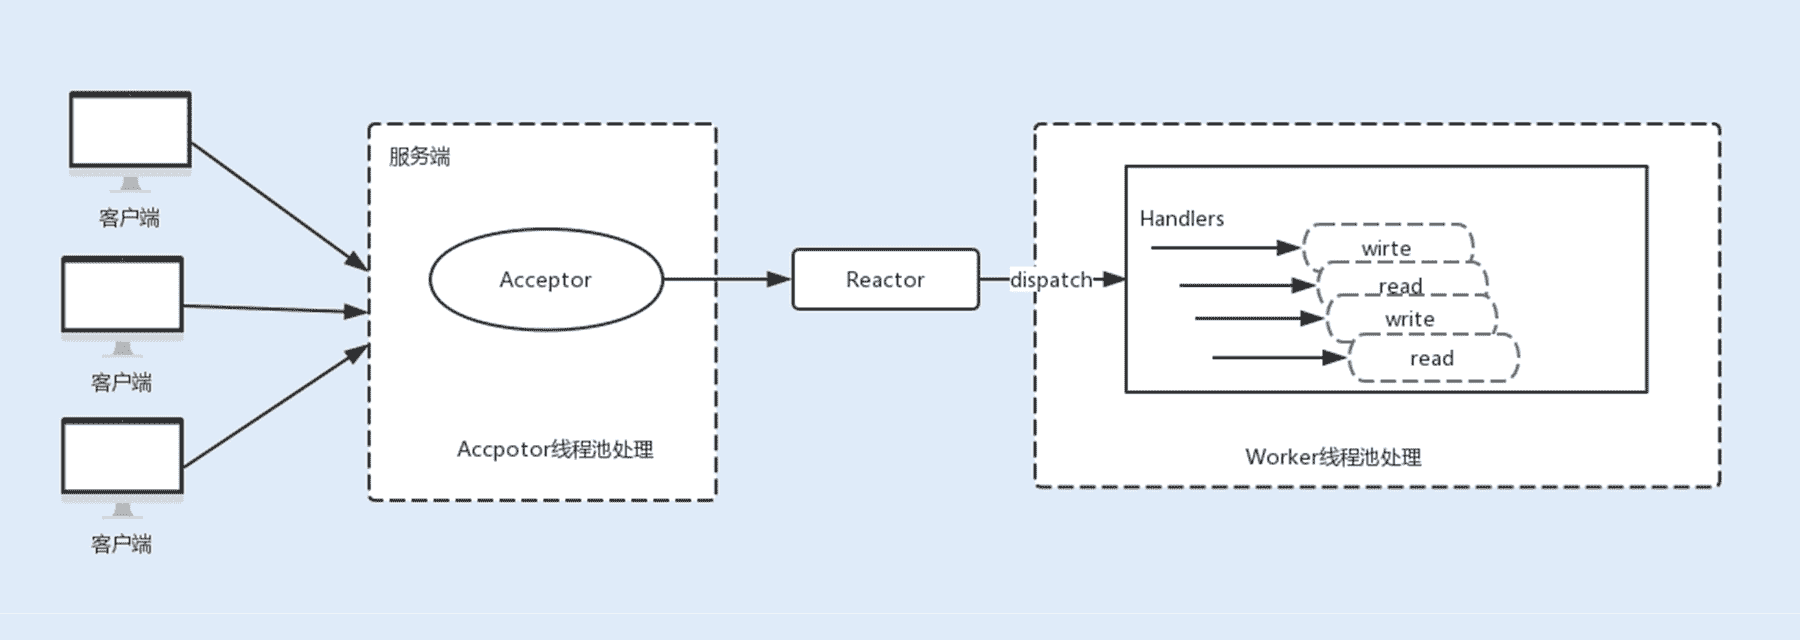 客户端
客户端
客户端
服务端
Acceptor
Accpotor线程池处理
Reactor
dispatch
Handlers
wirte
read
write
read
Worker线程池处理